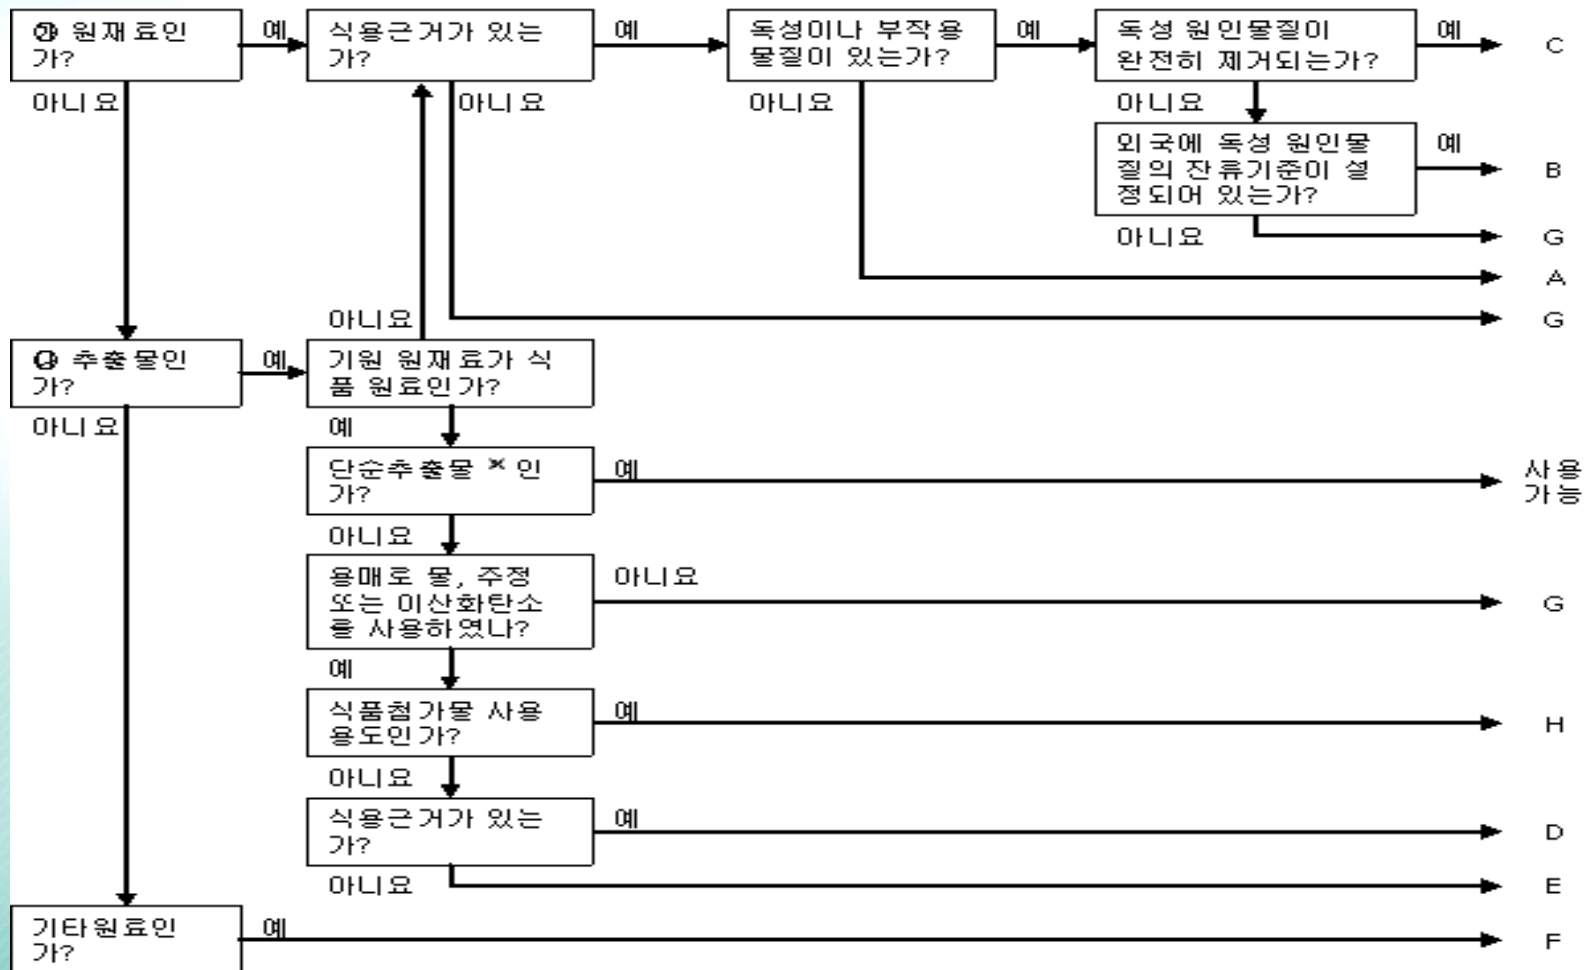 ㉮ 원재료인
가?
예
식용근거가 있는
가?
예
독성이나 부작용
물질이 있는가?
예
독성 원인물질이
완전히 제거되는가?
예
C
아니요
아니요
아니요
아니요
외국에 독성 원인물
질의 잔류기준이 설
정되어 있는가?
예
B
아니요
G
A
아니요
G
㉯ 추출물인
가?
예
기원 원재료가 식
품 원료인가?
아니요
예
단순추출물 * 인
가?
예
사용
가능
아니요
용매로 물, 주정
또는 이산화탄소
를 사용하였나?
아니요
G
예
식품첨가물 사용
용도인가?
예
H
아니요
식용근거가 있는
가?
예
D
아니요
E
기타원료인
가?
예
F